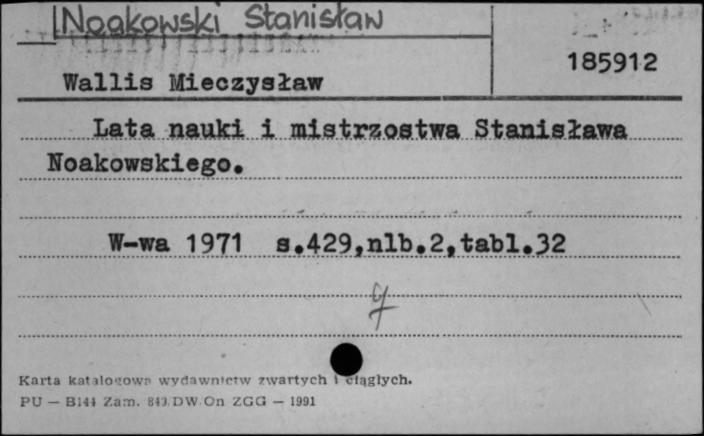 Noakowski Stanisław
185912
Wallis Mieczysław
Lata nauki i mistrzostwa Stanisława
Noakowskiego.
W-wa 1971 s.429,nlb.2,tabl.32
Karta katalogowa wydawnictw zwartych i ciągłych.
PU — B144 Zam. 843.DW.On ZGG — 1991